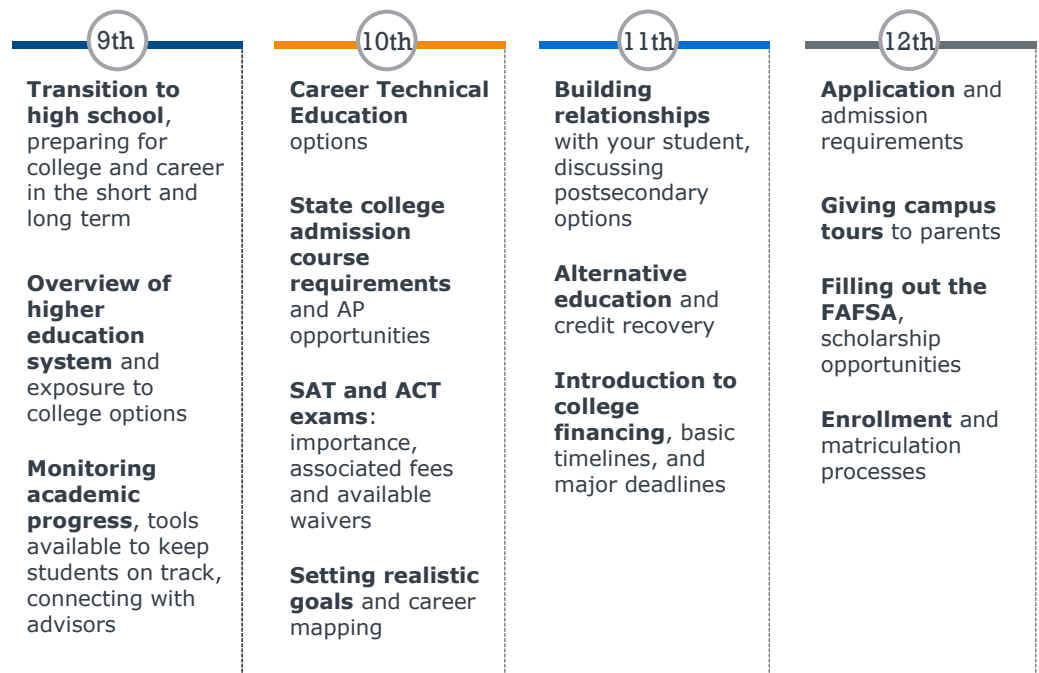 9th
Transition to
high school,
preparing for
college and career
in the short and
long term
Overview of
higher
education
system and
exposure to
college options
Monitoring
academic
progress, tools
available to keep
students on track,
connecting with
advisors
10th
Career Technical
Education
options
State college
admission
course
requirements
and AP
opportunities
SAT and ACT
exams:
importance,
associated fees
and available
waivers
Setting realistic
goals and career
mapping
11th
Building
relationships
with your student,
discussing
postsecondary
options
Alternative
education and
credit recovery
Introduction to
college
financing, basic
timelines, and
major deadlines
12th
Application and
admission
requirements
Giving campus
tours to parents
Filling out the
FAFSA,
scholarship
opportunities
Enrollment and
matriculation
processes